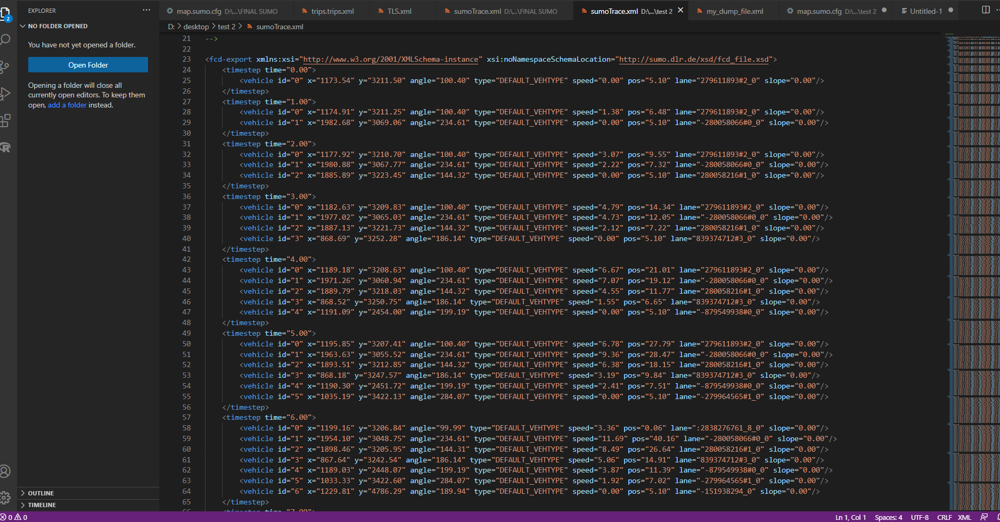 EXPLORER
NO FOLDER OPENED
You have not yet opened a folder.
Open Folder
Opening a folder will close all
currently open editors. To keep them
open, add a folder instead.
OUTLINE
TIMELINE
2
map.sumo.cfg D:\...\FINAL SUMO
trips.trips.xml
TLS.xml
sumoTrace.xml D:\...\FINAL SUMO
sumoTrace.xml D:\...\test 2
my_dump_file.xml
map.sumo.cfg D:\...\test 2
Untitled-1
D: > desktop > test 2 > sumoTrace.xml
21 -->
22
23 <fcd-export xmlns:xsi="http://www.w3.org/2001/XMLSchema-instance" xsi:noNamespaceSchemaLocation="http://sumo.dlr.de/xsd/fcd_file.xsd">
24 <timestep time="0.00">
25 <vehicle id="0" x="1173.54" y="3211.50" angle="100.40" type="DEFAULT_VEHTYPE" speed="0.00" pos="5.10" lane="279611893#2_0" slope="0.00"/>
26 </timestep>
27 <timestep time="1.00">
28 <vehicle id="0" x="1174.91" y="3211.25" angle="100.40" type="DEFAULT_VEHTYPE" speed="1.38" pos="6.48" lane="279611893#2_0" slope="0.00"/>
29 <vehicle id="1" x="1982.68" y="3069.06" angle="234.61" type="DEFAULT_VEHTYPE" speed="0.00" pos="5.10" lane="-280058066#0_0" slope="0.00"/>
30 </timestep>
31 <timestep time="2.00">
32 <vehicle id="0" x="1177.92" y="3210.70" angle="100.40" type="DEFAULT_VEHTYPE" speed="3.07" pos="9.55" lane="279611893#2_0" slope="0.00"/>
33 <vehicle id="1" x="1980.88" y="3067.77" angle="234.61" type="DEFAULT_VEHTYPE" speed="2.22" pos="7.32" lane="-280058066#0_0" slope="0.00"/>
34 <vehicle id="2" x="1885.89" y="3223.45" angle="144.32" type="DEFAULT_VEHTYPE" speed="0.00" pos="5.10" lane="280058216#1_0" slope="0.00"/>
35 </timestep>
36 <timestep time="3.00">
37 <vehicle id="0" x="1182.63" y="3209.83" angle="100.40" type="DEFAULT_VEHTYPE" speed="4.79" pos="14.34" lane="279611893#2_0" slope="0.00"/>
38 <vehicle id="1" x="1977.02" y="3065.03" angle="234.61" type="DEFAULT_VEHTYPE" speed="4.73" pos="12.05" lane="-280058066#0_0" slope="0.00"/>
39 <vehicle id="2" x="1887.13" y="3221.73" angle="144.32" type="DEFAULT_VEHTYPE" speed="2.12" pos="7.22" lane="280058216#1_0" slope="0.00"/>
40 <vehicle id="3" x="868.69" y="3252.28" angle="186.14" type="DEFAULT_VEHTYPE" speed="0.00" pos="5.10" lane="839374712#3_0" slope="0.00"/>
41 </timestep>
42 <timestep time="4.00">
43 <vehicle id="0" x="1189.18" y="3208.63" angle="100.40" type="DEFAULT_VEHTYPE" speed="6.67" pos="21.01" lane="279611893#2_0" slope="0.00"/>
44 <vehicle id="1" x="1971.26" y="3060.94" angle="234.61" type="DEFAULT_VEHTYPE" speed="7.07" pos="19.12" lane="-280058066#0_0" slope="0.00"/>
45 <vehicle id="2" x="1889.79" y="3218.03" angle="144.32" type="DEFAULT_VEHTYPE" speed="4.55" pos="11.77" lane="280058216#1_0" slope="0.00"/>
46 <vehicle id="3" x="868.52" y="3250.75" angle="186.14" type="DEFAULT_VEHTYPE" speed="1.55" pos="6.65" lane="839374712#3_0" slope="0.00"/>
47 <vehicle id="4" x="1191.09" y="2454.00" angle="199.19" type="DEFAULT_VEHTYPE" speed="0.00" pos="5.10" lane="-879549938#0_0" slope="0.00"/>
48 </timestep>
49 <timestep time="5.00">
50 <vehicle id="0" x="1195.85" y="3207.41" angle="100.40" type="DEFAULT_VEHTYPE" speed="6.78" pos="27.79" lane="279611893#2_0" slope="0.00"/>
51 <vehicle id="1" x="1963.63" y="3055.52" angle="234.61" type="DEFAULT_VEHTYPE" speed="9.36" pos="28.47" lane="-280058066#0_0" slope="0.00"/>
52 <vehicle id="2" x="1893.51" y="3212.85" angle="144.32" type="DEFAULT_VEHTYPE" speed="6.38" pos="18.15" lane="280058216#1_0" slope="0.00"/>
53 <vehicle id="3" x="868.18" y="3247.57" angle="186.14" type="DEFAULT_VEHTYPE" speed="3.19" pos="9.84" lane="839374712#3_0" slope="0.00"/>
54 <vehicle id="4" x="1190.30" y="2451.72" angle="199.19" type="DEFAULT_VEHTYPE" speed="2.41" pos="7.51" lane="-879549938#0_0" slope="0.00"/>
55 <vehicle id="5" x="1035.19" y="3422.13" angle="284.07" type="DEFAULT_VEHTYPE" speed="0.00" pos="5.10" lane="-279964565#1_0" slope="0.00"/>
56 </timestep>
57 <timestep time="6.00">
58 <vehicle id="0" x="1199.16" y="3206.84" angle="99.99" type="DEFAULT_VEHTYPE" speed="3.36" pos="0.06" lane=":2838276761_8_0" slope="0.00"/>
59 <vehicle id="1" x="1954.10" y="3048.75" angle="234.61" type="DEFAULT_VEHTYPE" speed="11.69" pos="40.16" lane="-280058066#0_0" slope="0.00"/>
60 <vehicle id="2" x="1898.46" y="3205.95" angle="144.31" type="DEFAULT_VEHTYPE" speed="8.49" pos="26.64" lane="280058216#1_0" slope="0.00"/>
61 <vehicle id="3" x="867.64" y="3242.54" angle="186.14" type="DEFAULT_VEHTYPE" speed="5.06" pos="14.91" lane="839374712#3_0" slope="0.00"/>
62 <vehicle id="4" x="1189.03" y="2448.07" angle="199.19" type="DEFAULT_VEHTYPE" speed="3.87" pos="11.39" lane="-879549938#0_0" slope="0.00"/>
63 <vehicle id="5" x="1033.33" y="3422.60" angle="284.07" type="DEFAULT_VEHTYPE" speed="1.92" pos="7.02" lane="-279964565#1_0" slope="0.00"/>
64 <vehicle id="6" x="1229.81" y="4786.29" angle="189.94" type="DEFAULT_VEHTYPE" speed="0.00" pos="5.10" lane="-151938294_0" slope="0.00"/>
65 </timestep>
66 <timestep time="7.00">
0 0
Ln 1, Col 1 Spaces: 4 UTF-8 CRLF XML